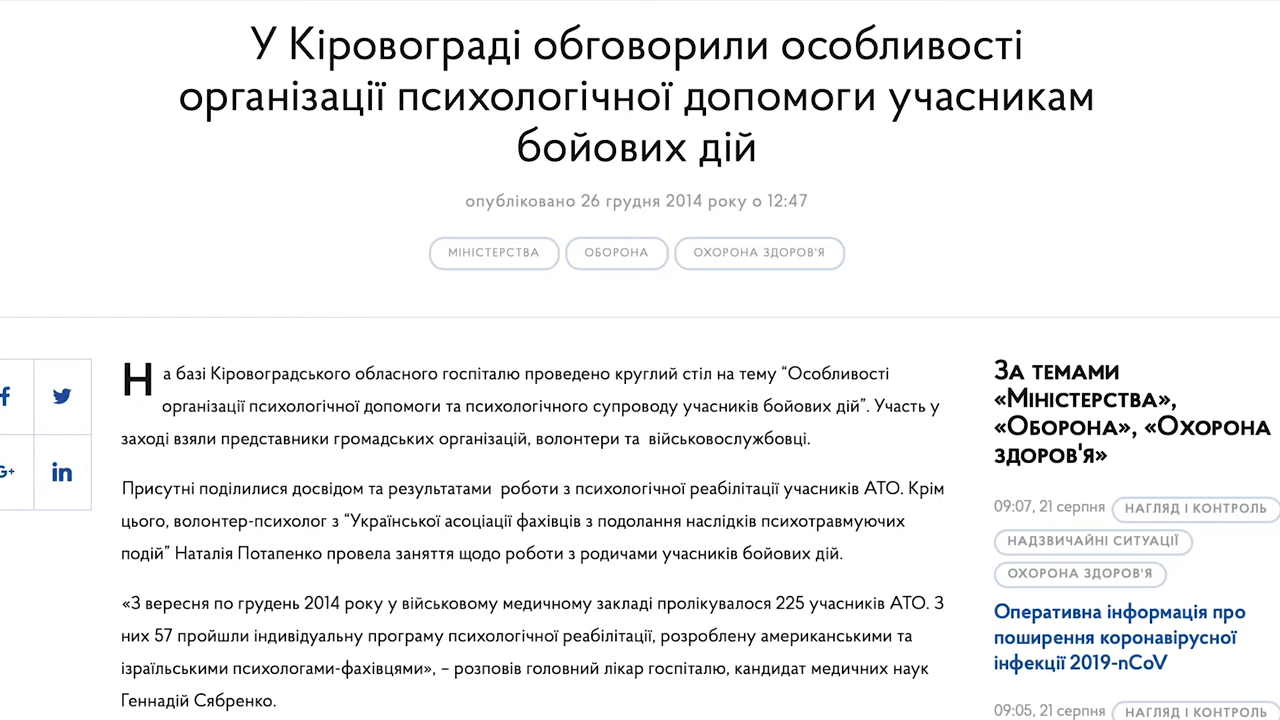 У Кіровограді обговорили особливості
організації психологічної допомоги учасникам
бойових дій
опубліковано 26 грудня 2014 року о 12:47
МІНІСТЕРСТВА ОБОРОНА ОХОРОНА ЗДОРОВ'Я
На базі Кіровоградського обласного госпіталю проведено круглий стіл на тему “Особливості
організації психологічної допомоги та психологічного супроводу учасників бойових дій”. Участь у
заході взяли представники громадських організацій, волонтери та військовослужбовці.
Присутні поділилися досвідом та результатами роботи з психологічної реабілітації учасників АТО. Крім
цього, волонтер-психолог з “Української асоціації фахівців з подолання наслідків психотравмуючих
подій” Наталія Потапенко провела заняття щодо роботи з родичами учасників бойових дій.
«З вересня по грудень 2014 року у військовому медичному закладі пролікувалося 225 учасників АТО. З
них 57 пройшли індивідуальну програму психологічної реабілітації, розроблену американськими та
ізраїльськими психологами-фахівцями», – розповів головний лікар госпіталю, кандидат медичних наук
Геннадій Сябренко.
За темами
«Міністерства»,
«Оборона», «Охорона
здоров'я»
09:07, 21 серпня НАГЛЯД І КОНТРОЛЬ
НАДЗВИЧАЙНІ СИТУАЦІЇ
ОХОРОНА ЗДОРОВ'Я
Оперативна інформація про
поширення коронавірусної
інфекції 2019-nCoV
09:05, 21 серпня НАГЛЯД І КОНТРОЛЬ